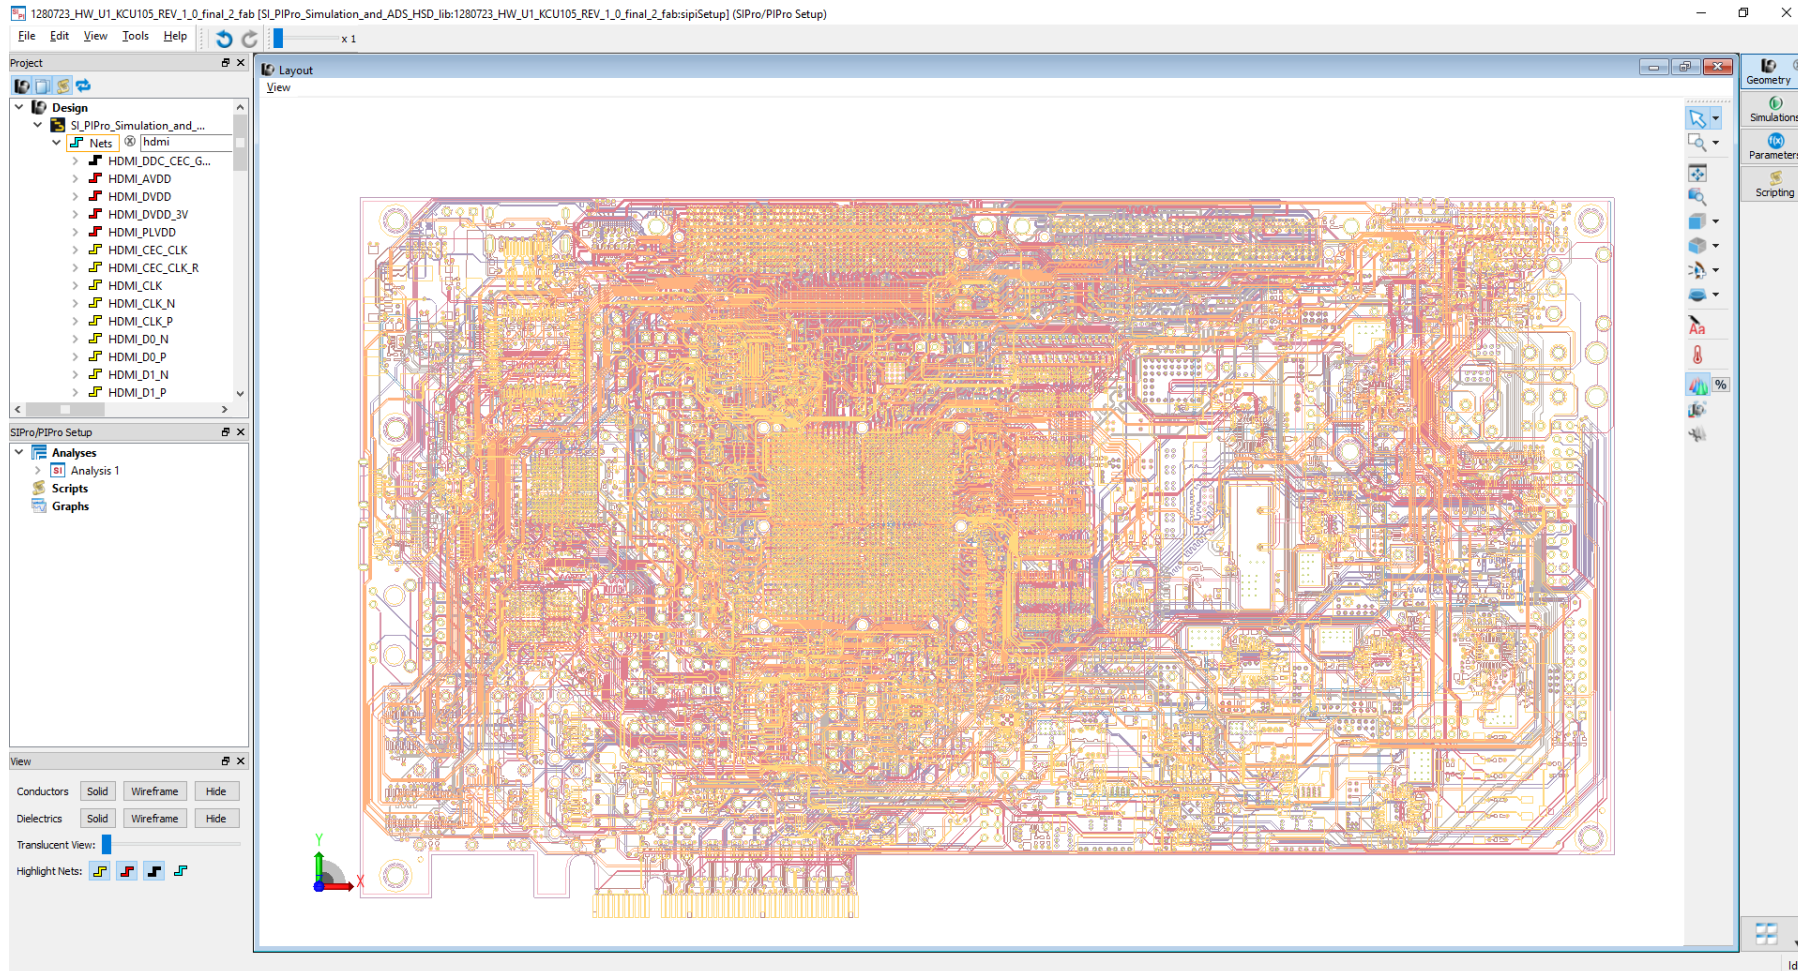 1280723_HW_U1_KCU105_REV_1_0_final_2_fab [SI_PIPro_Simulation_and_ADS_HSD_lib:1280723_HW_U1_KCU105_REV_1_0_final_2_fab:sipiSetup] (SIPro/PIPro Setup)
File Edit View Tools Help x 1
Project
Design
SI_PIPro_Simulation_and_...
Nets hdmi
HDMI_DDC_CEC_G...
HDMI_AVDD
HDMI_DVDD
HDMI_DVDD_3V
HDMI_PLVDD
HDMI_CEC_CLK
HDMI_CEC_CLK_R
HDMI_CLK
HDMI_CLK_N
HDMI_CLK_P
HDMI_D0_N
HDMI_D0_P
HDMI_D1_N
HDMI_D1_P
SIPro/PIPro Setup
Analyses
SI Analysis 1
Scripts
Graphs
View
Conductors Solid Wireframe Hide
Dielectrics Solid Wireframe Hide
Translucent View:
Highlight Nets:
Layout
View
Y
X
Aa
%
Geometry
Simulations
f(x)
Parameters
Scripting
Id